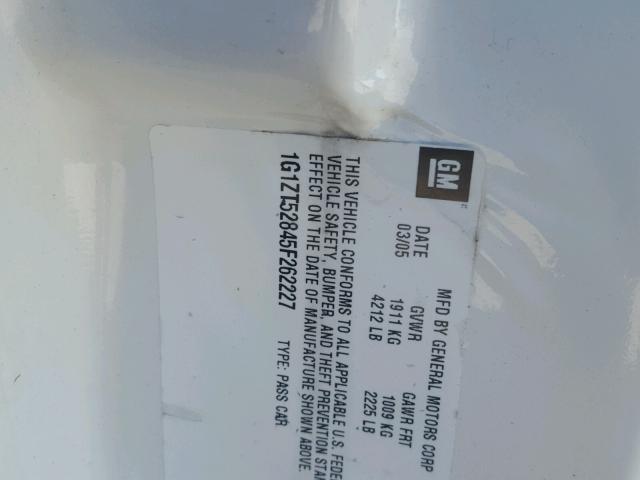 GM
MFD BY GENERAL MOTORS CORP
DATE GVWR GAWR FRT
03/05 1911 KG 1009 KG
4212 LB 2225 LB
THIS VEHICLE CONFORMS TO ALL APPLICABLE U.S. FEDE
VEHICLE SAFETY, BUMPER, AND THEFT PREVENTION STAN
EFFECT ON THE DATE OF MANUFACTURE SHOWN ABOVE.
1G1ZT52845F262227 TYPE: PASS CAR